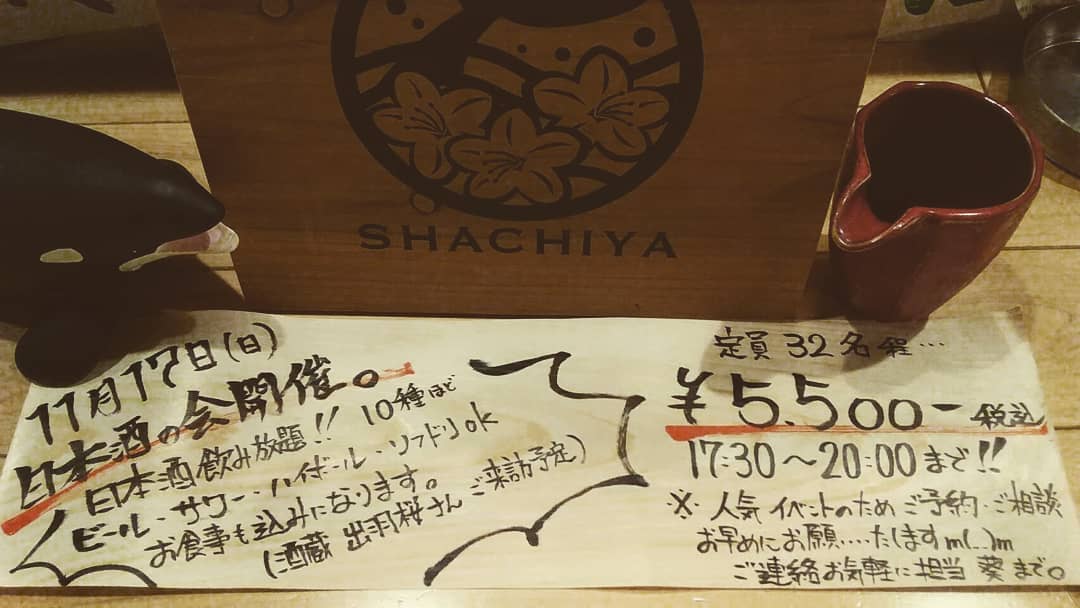 SHACHIYA
11月17日(日)
日本酒の会開催。
日本酒飲み放題!! 10種ほど
ビール・サワー・ハイボール・ソフドリok
お食事も込みになります。
(酒蔵 出羽桜さん ご来訪予定)
定員 32名程…
¥5.500- 税込
17:30〜20:00まで!!
※人気イベントのため ご予約・ご相談
お早めにお願…たします m(_)m
ご連絡お気軽に担当 葵まで。